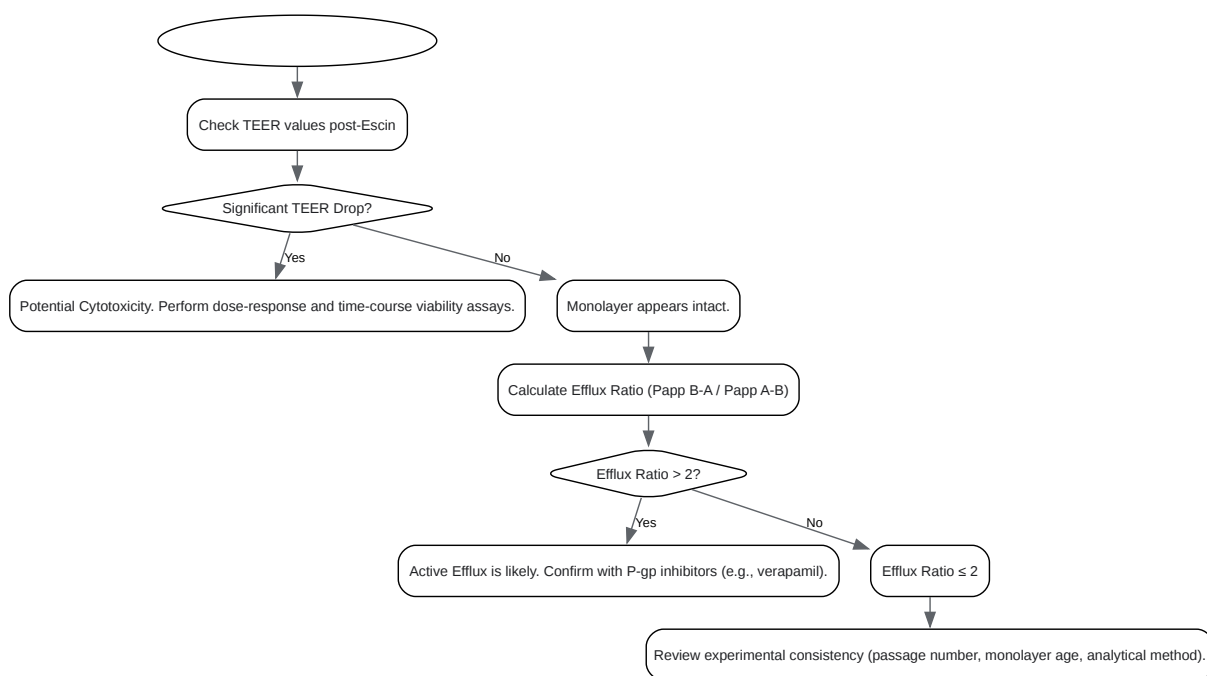 Check TEER values post-Escin
Significant TEER Drop?
Yes
No
Potential Cytotoxicity. Perform dose-response and time-course viability assays.
Monolayer appears intact.
Calculate Efflux Ratio (Papp B-A / Papp A-B)
Efflux Ratio > 2?
Yes
No
Active Efflux is likely. Confirm with P-gp inhibitors (e.g., verapamil).
Efflux Ratio ≤ 2
Review experimental consistency (passage number, monolayer age, analytical method).